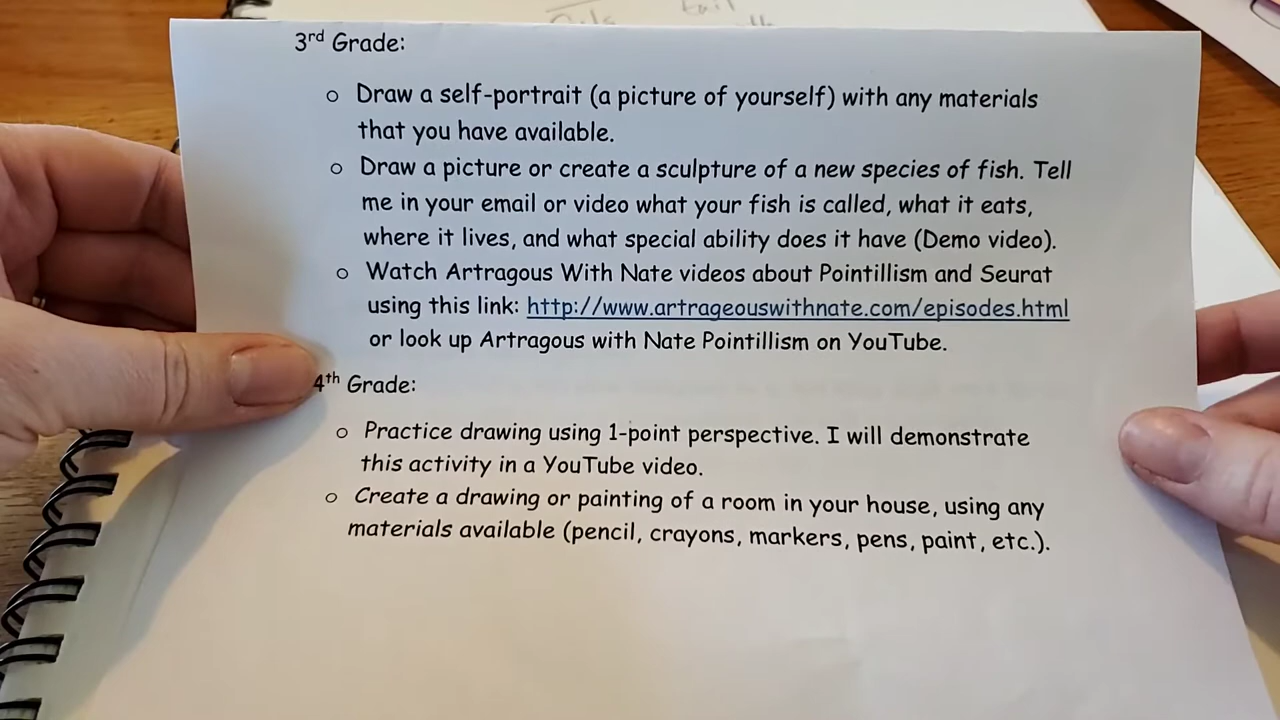 3rd Grade:
o Draw a self-portrait (a picture of yourself) with any materials
that you have available.
o Draw a picture or create a sculpture of a new species of fish. Tell
me in your email or video what your fish is called, what it eats,
where it lives, and what special ability does it have (Demo video).
o Watch Artragous With Nate videos about Pointillism and Seurat
using this link: http://www.artrageouswithnate.com/episodes.html
or look up Artragous with Nate Pointillism on YouTube.
4th Grade:
o Practice drawing using 1-point perspective. I will demonstrate
this activity in a YouTube video.
o Create a drawing or painting of a room in your house, using any
materials available (pencil, crayons, markers, pens, paint, etc.).